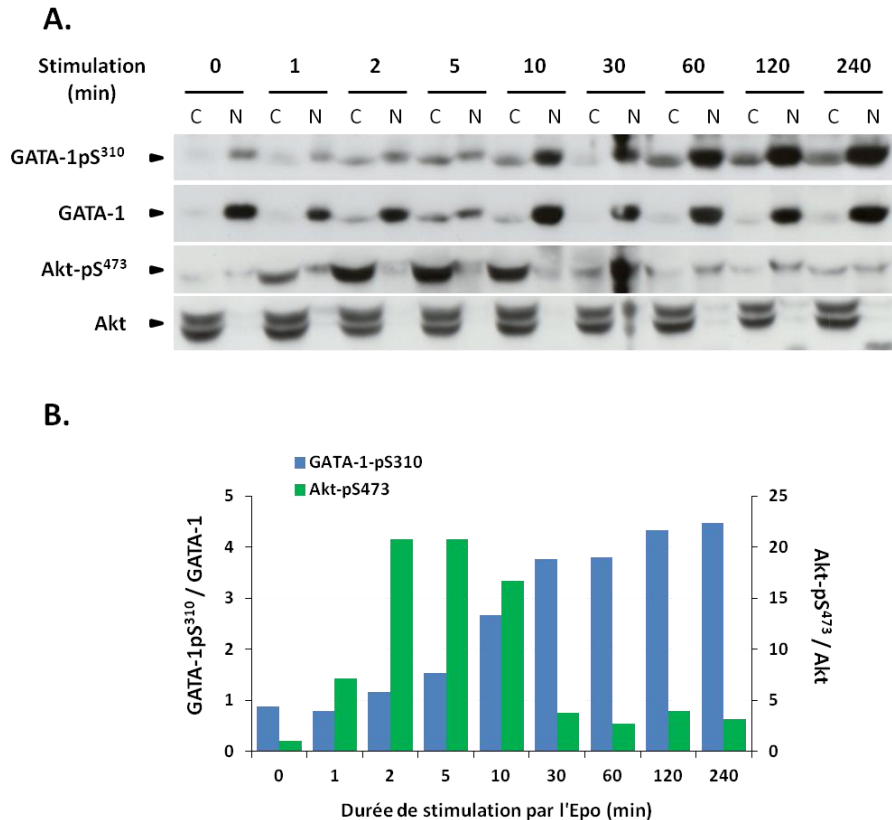 A.
Stimulation (min) 0 1 2 5 10 30 60 120 240
C N C N C N C N C N C N C N C N C N
GATA-1pS³¹⁰
GATA-1
Akt-pS⁴⁷³
Akt
B.
GATA-1-pS310
Akt-pS473
GATA-1pS³¹⁰ / GATA-1
5
4
3
2
1
0
25
20
15
10
5
0
Akt-pS⁴⁷³ / Akt
0 1 2 5 10 30 60 120 240
Durée de stimulation par l'Epo (min)